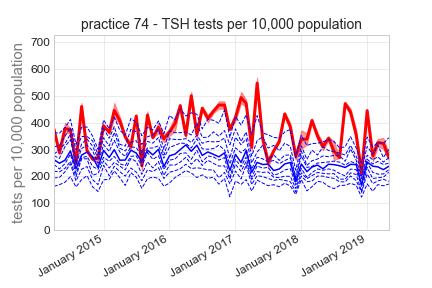 practice 74 - TSH tests per 10,000 population
tests per 10,000 population
700
600
500
400
300
200
100
0
January 2015
January 2016
January 2017
January 2018
January 2019